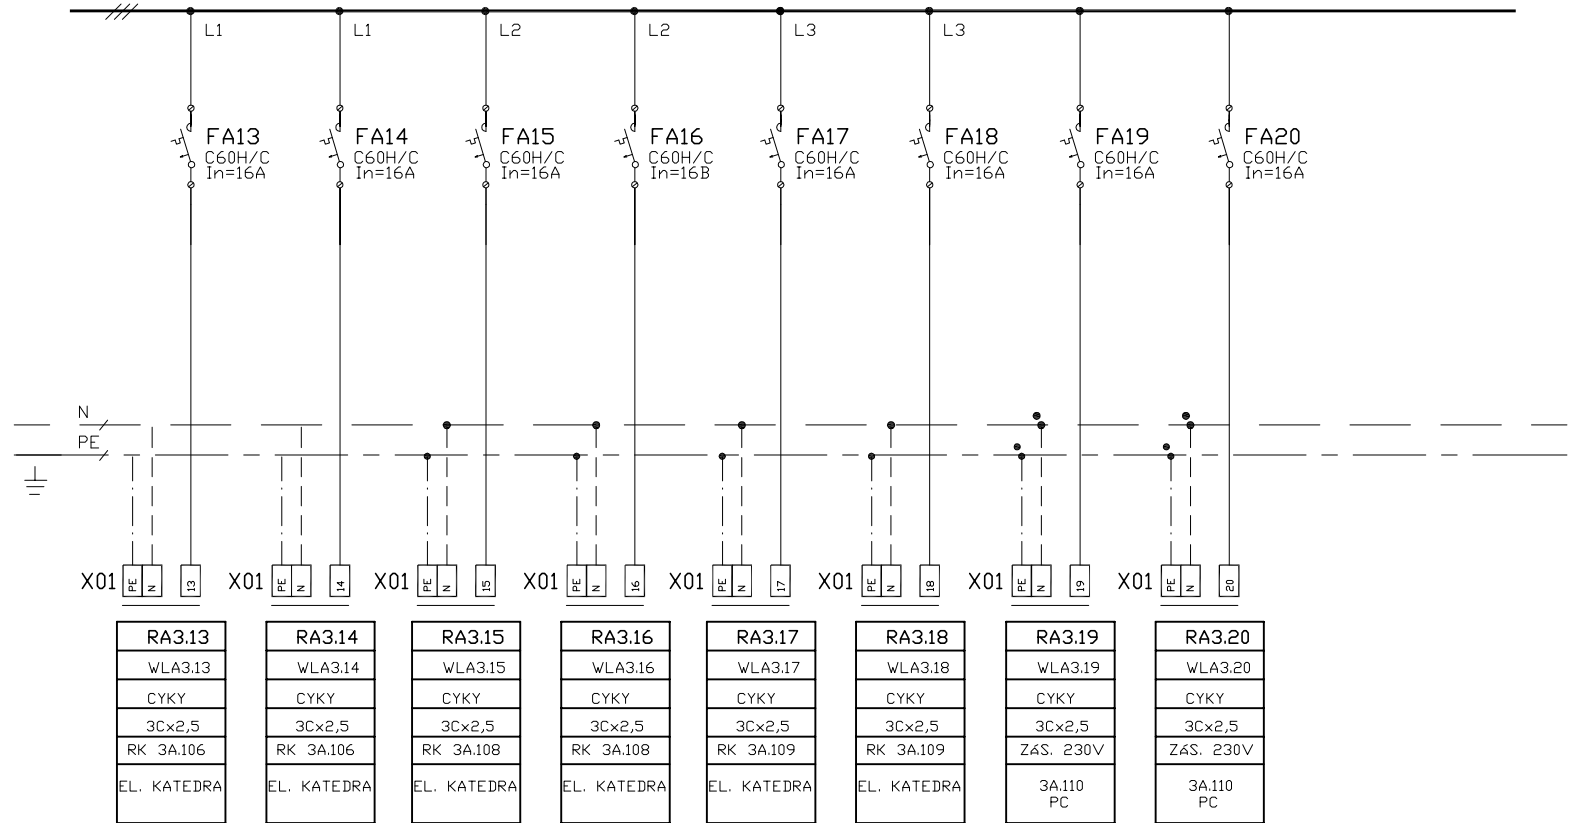 L1 L1 L2 L2 L3 L3
FA13 FA14 FA15 FA16 FA17 FA18 FA19 FA20
C60H/C C60H/C C60H/C C60H/C C60H/C C60H/C C60H/C C60H/C
In=16A In=16A In=16A In=16B In=16A In=16A In=16A In=16A
N
PE
X01 PE N 13 X01 PE N 14 X01 PE N 15 X01 PE N 16 X01 PE N 17 X01 PE N 18 X01 PE N 19 X01 PE N 20
RA3.13 RA3.14 RA3.15 RA3.16 RA3.17 RA3.18 RA3.19 RA3.20
WLA3.13 WLA3.14 WLA3.15 WLA3.16 WLA3.17 WLA3.18 WLA3.19 WLA3.20
CYKY CYKY CYKY CYKY CYKY CYKY CYKY CYKY
3Cx2,5 3Cx2,5 3Cx2,5 3Cx2,5 3Cx2,5 3Cx2,5 3Cx2,5 3Cx2,5
RK 3A.106 RK 3A.106 RK 3A.108 RK 3A.108 RK 3A.109 RK 3A.109 ZÁS. 230V ZÁS. 230V
EL. KATEDRA EL. KATEDRA EL. KATEDRA EL. KATEDRA EL. KATEDRA EL. KATEDRA 3A.110 3A.110
PC PC